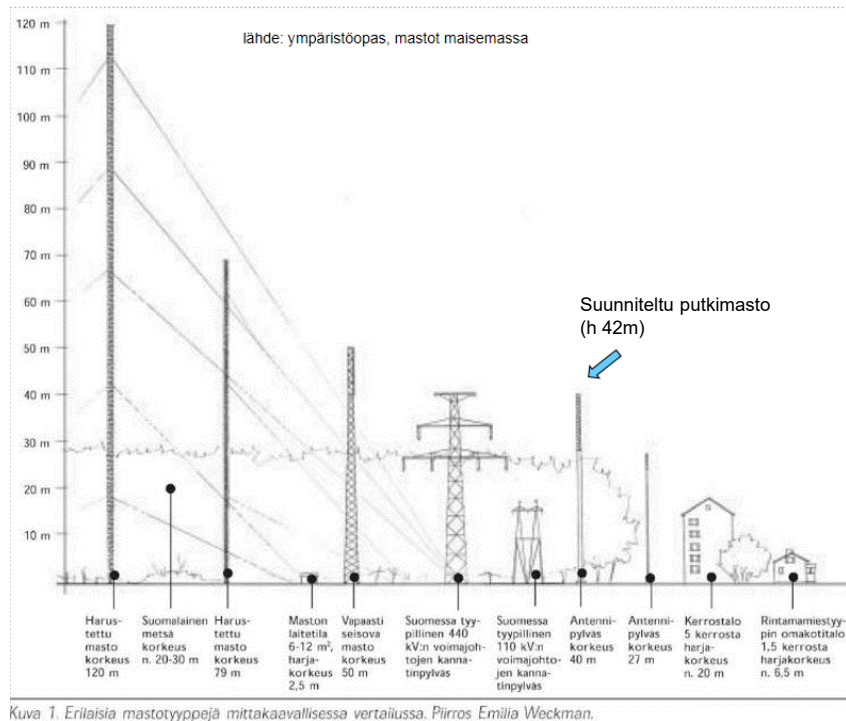 120 m
lähde: ympäristöopas, mastot maisemassa
110 m
100 m
90 m
80 m
70 m
60 m
50 m
40 m
30 m
20 m
10 m
Suunniteltu putkimasto
(h 42m)
Harus-
tettu
masto
korkeus
120 m
Suomalainen
metsä
korkeus
n. 20-30 m
Harus-
tettu
masto
korkeus
79 m
Maston
laitetila
6-12 m²,
harja-
korkeus
2,5 m
Vapaasti
seisova
masto
korkeus
50 m
Suomessa tyy-
pillinen 440
kV:n voimajoh-
tojen kanna-
tinpylväs
Suomessa
tyypillinen
110 kV:n
voimajohto-
jen kanna-
tinpylväs
Antenni-
pylväs
korkeus
40 m
Antenni-
pylväs
korkeus
27 m
Kerrostalo
5 kerrosta
harja-
korkeus
n. 20 m
Rintamamiestyy-
pin omakotitalo
1,5 kerrosta
harjakorkeus
n. 6,5 m
Kuva 1. Erilaisia mastotyyppejä mittakaavallisessa vertailussa. Piirros Emilia Weckman.